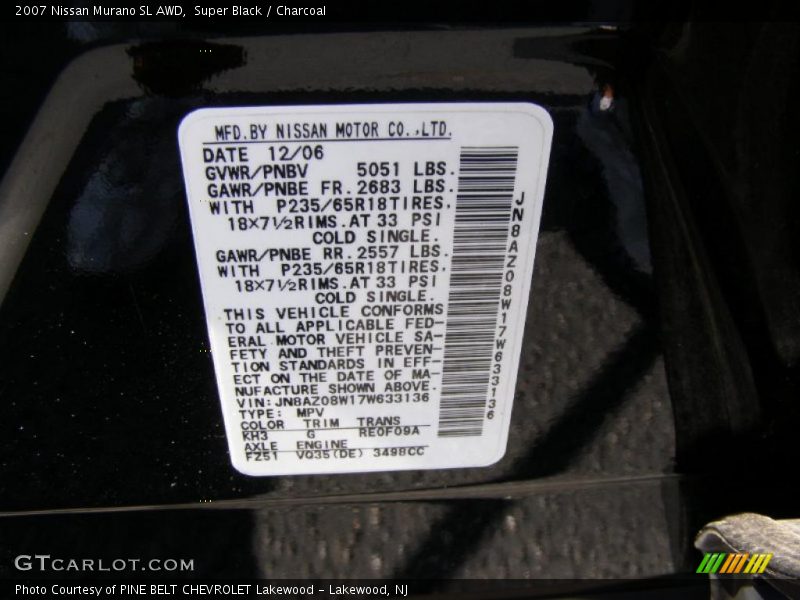 2007 Nissan Murano SL AWD,  Super Black / Charcoal
MFD.BY NISSAN MOTOR CO.,LTD.
DATE 12/06
GVWR/PNBV 5051 LBS.
GAWR/PNBE FR.2683 LBS.
WITH P235/65R18TIRES.
18X7½RIMS.AT 33 PSI
COLD SINGLE.
GAWR/PNBE RR.2557 LBS.
WITH P235/65R18TIRES.
18X7½RIMS.AT 33 PSI
COLD SINGLE.
THIS VEHICLE CONFORMS
TO ALL APPLICABLE FED-
ERAL MOTOR VEHICLE SA-
FETY AND THEFT PREVEN-
TION STANDARDS IN EFF-
ECT ON THE DATE OF MA-
NUFACTURE SHOWN ABOVE.
VIN:JN8AZ08W17W633136
TYPE: MPV
COLOR TRIM TRANS
KH3 G RE0F09A
AXLE ENGINE
FZ51 VQ35(DE) 3498CC
JN8AZ08W17W633136
GTCARLOT.COM
Photo Courtesy of PINE BELT CHEVROLET Lakewood - Lakewood, NJ